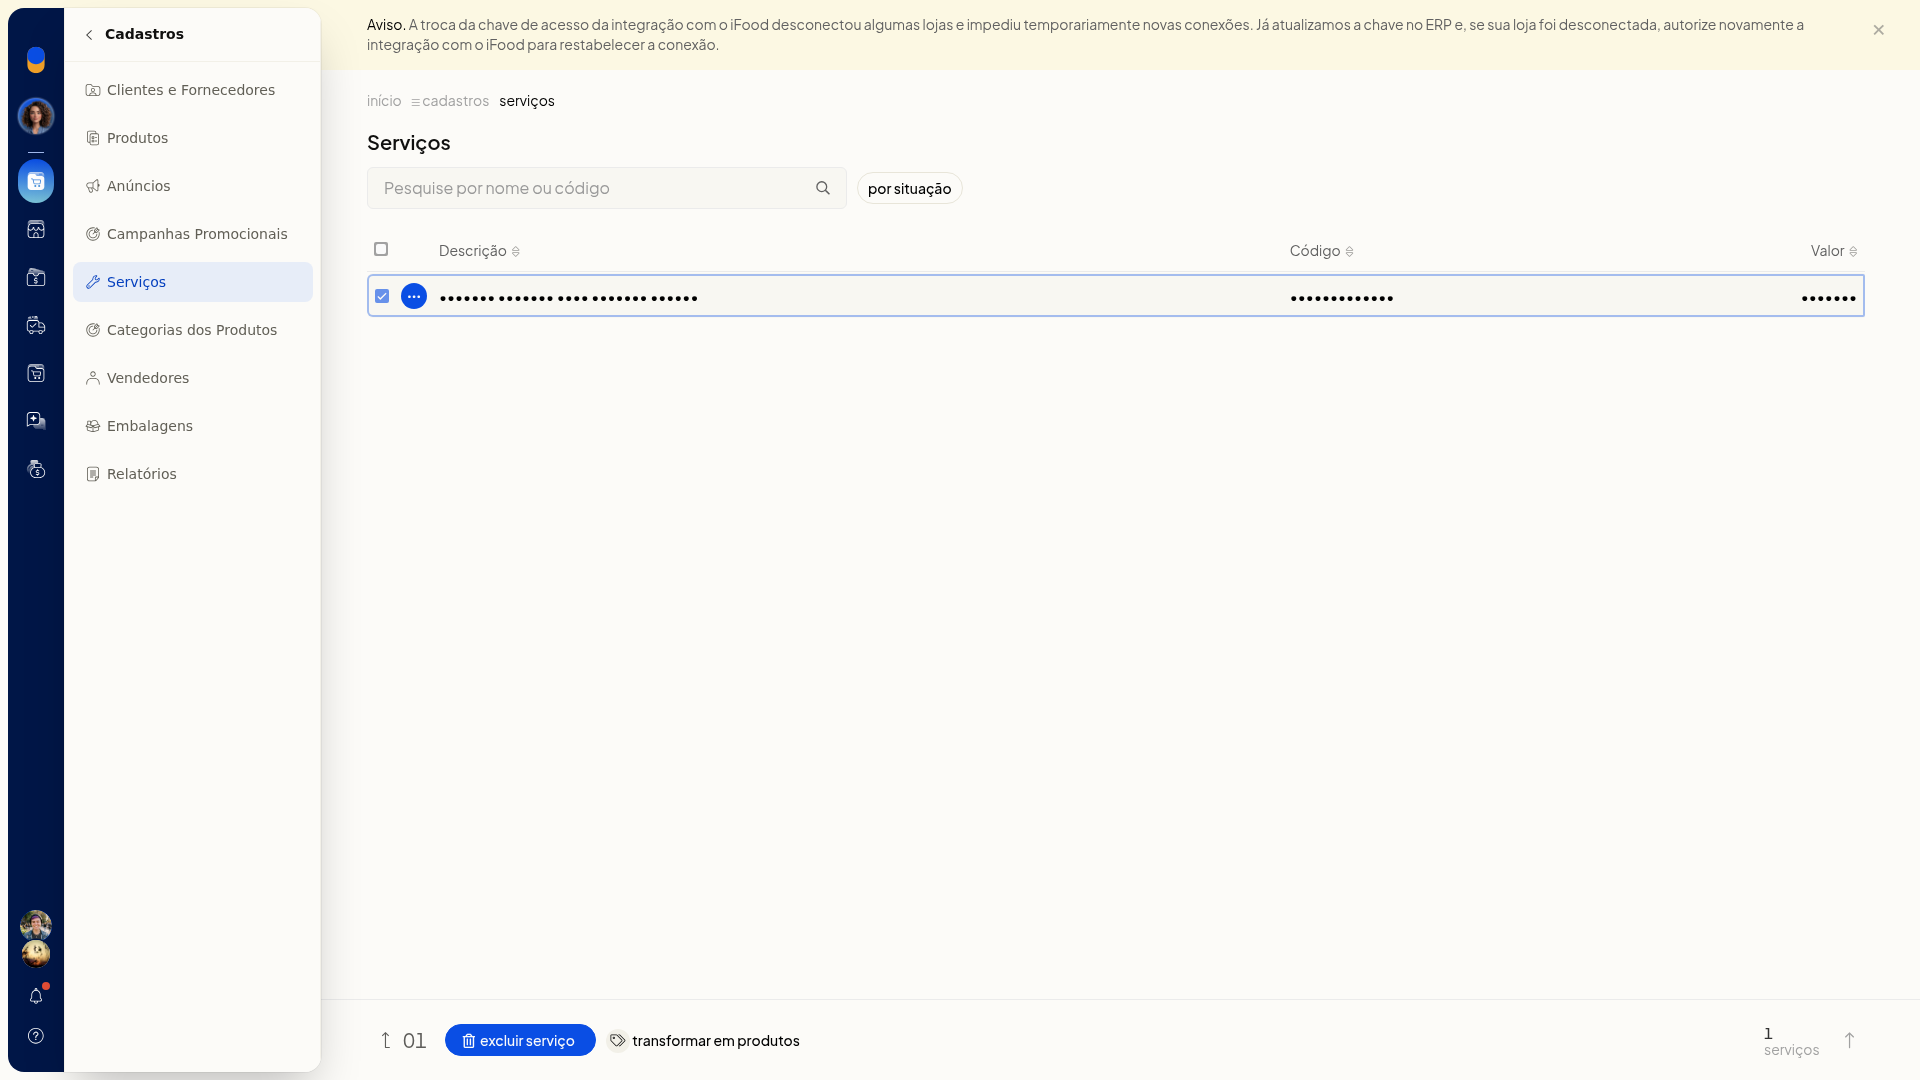 Cadastros
Clientes e Fornecedores
Produtos
Anúncios
Campanhas Promocionais
Serviços
Categorias dos Produtos
Vendedores
Embalagens
Relatórios
Aviso. A troca da chave de acesso da integração com o iFood desconectou algumas lojas e impediu temporariamente novas conexões. Já atualizamos a chave no ERP e, se sua loja foi desconectada, autorize novamente a
integração com o iFood para restabelecer a conexão.
início cadastros serviços
Serviços
Pesquise por nome ou código
por situação
Descrição Código Valor
••••••• ••••••• •••• ••••••• •••••• ••••••••••••• •••••••
01 excluir serviço transformar em produtos
1
serviços